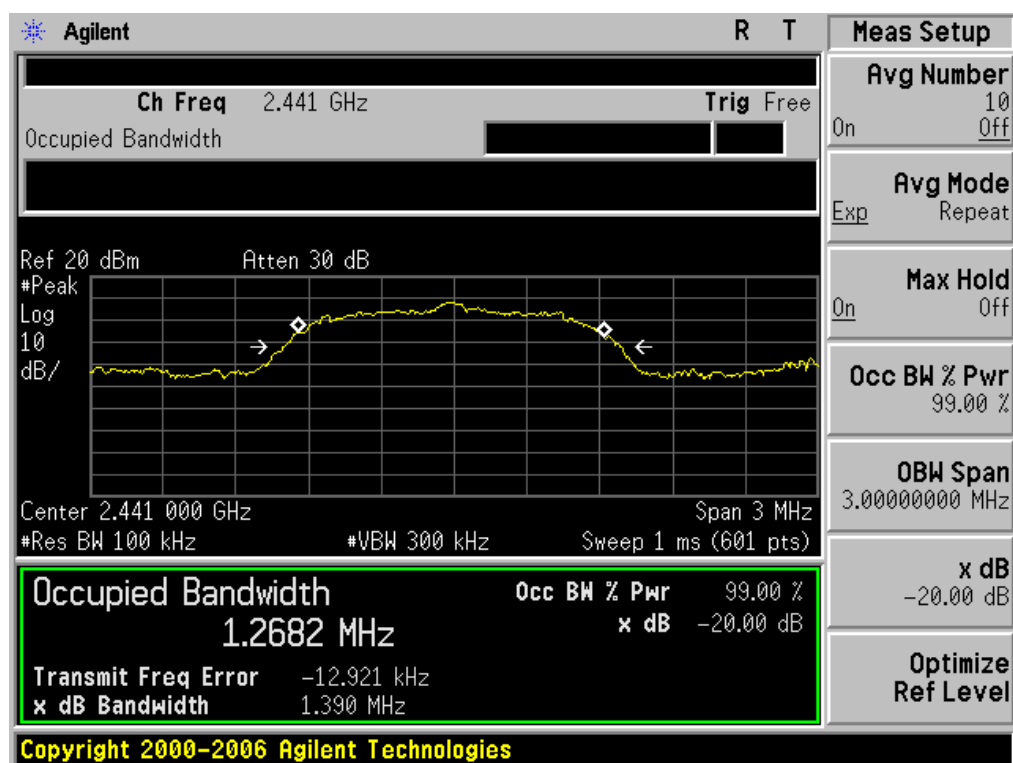 Agilent R T Meas Setup
Ch Freq 2.441 GHz Trig Free
Occupied Bandwidth
Avg Number
10
On Off
Avg Mode
Exp Repeat
Max Hold
On Off
Occ BW % Pwr
99.00 %
OBW Span
3.00000000 MHz
x dB
-20.00 dB
Optimize
Ref Level
Ref 20 dBm Atten 30 dB
#Peak
Log
10
dB/
Center 2.441 000 GHz Span 3 MHz
#Res BW 100 kHz #VBW 300 kHz Sweep 1 ms (601 pts)
Occupied Bandwidth Occ BW % Pwr 99.00 %
1.2682 MHz x dB -20.00 dB
Transmit Freq Error -12.921 kHz
x dB Bandwidth 1.390 MHz
Copyright 2000-2006 Agilent Technologies